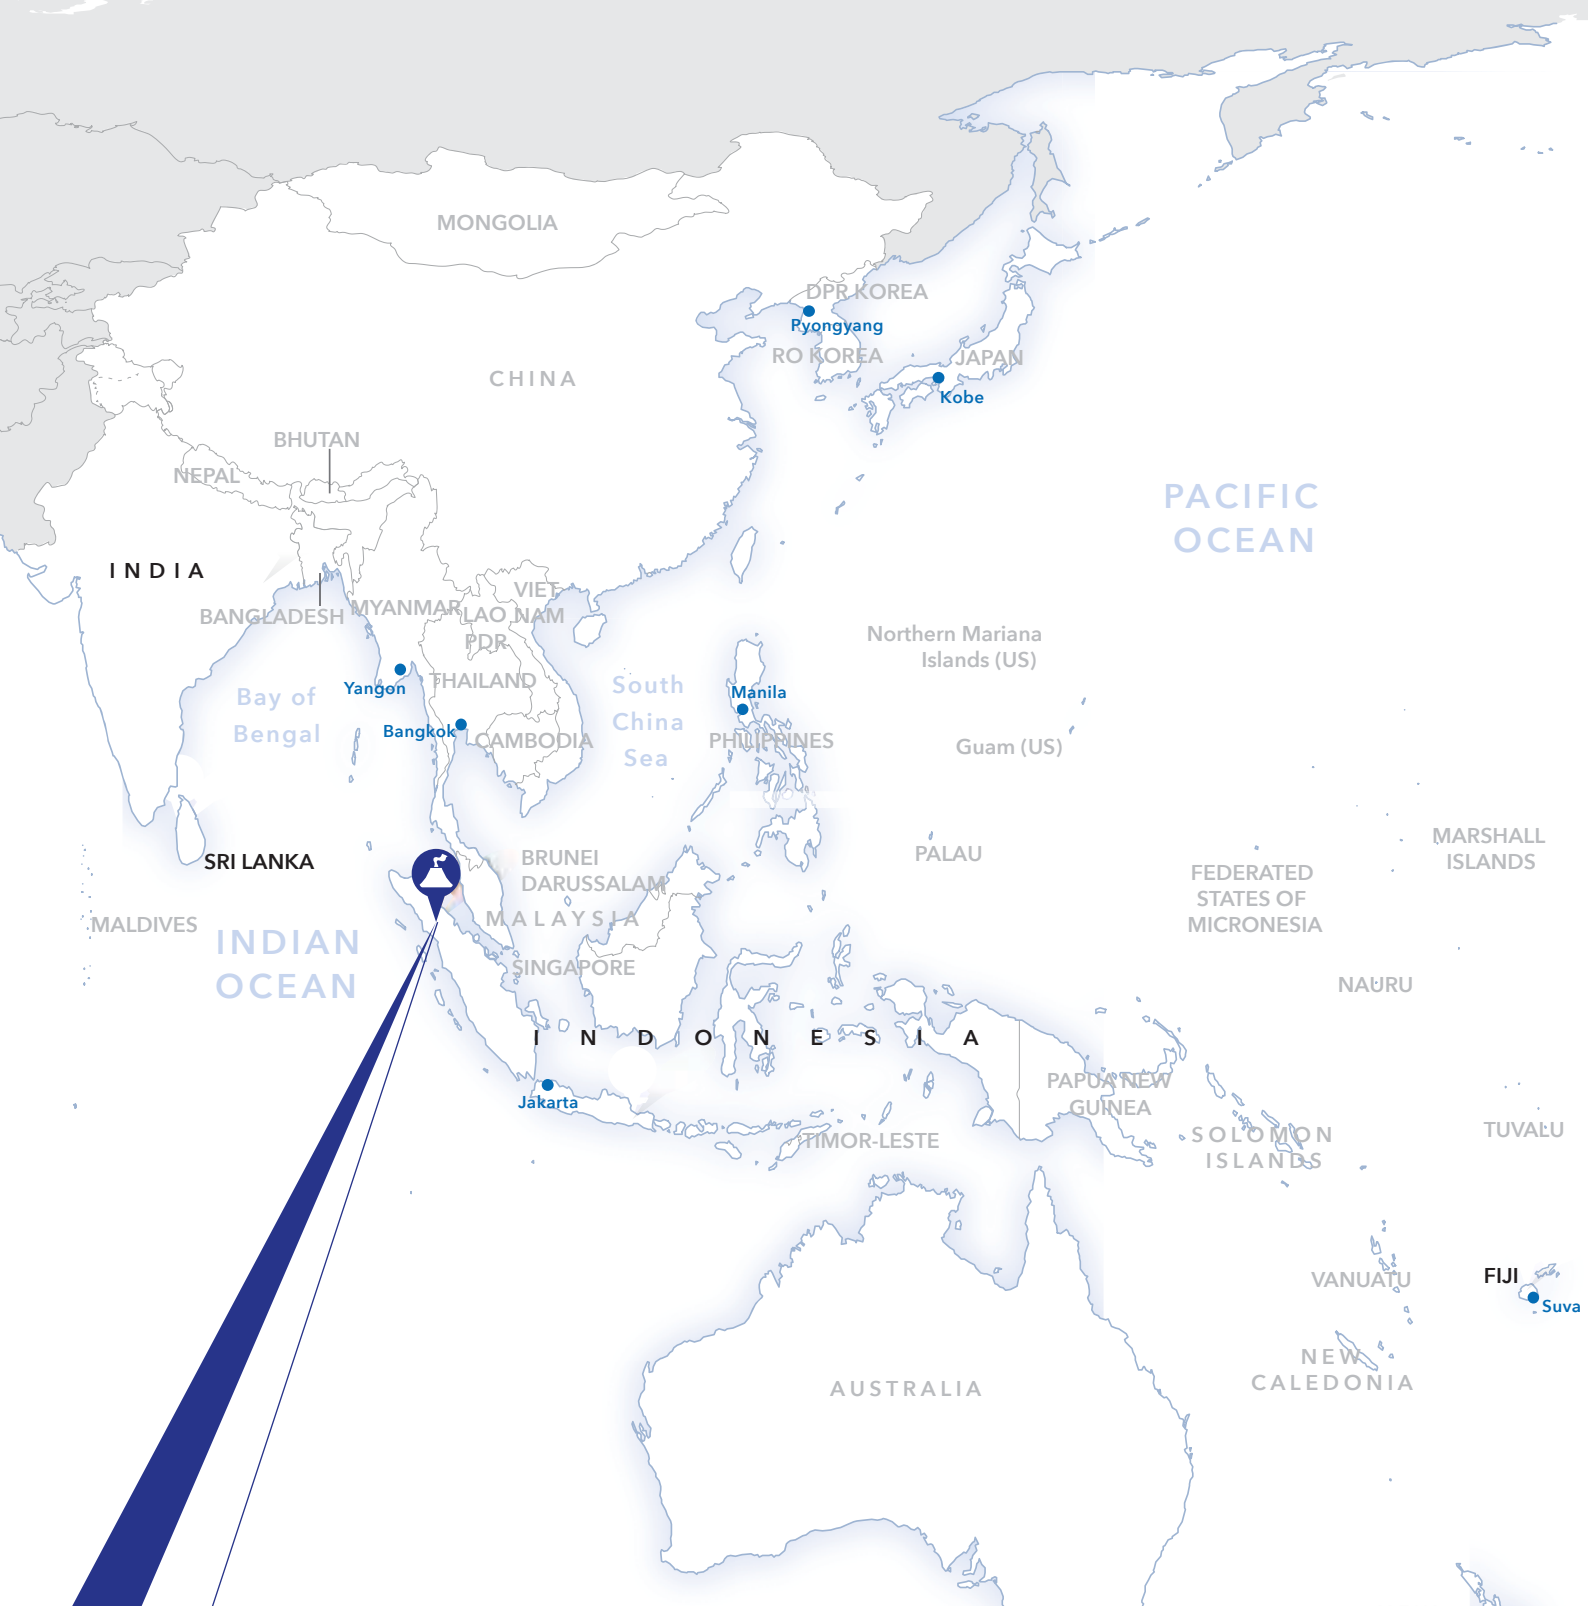 MONGOLIA
DPR KOREA
Pyongyang
RO KOREA
JAPAN
Kobe
CHINA
BHUTAN
NEPAL
PACIFIC
OCEAN
INDIA
BANGLADESH
MYANMAR
VIET
LAO NAM
PDR
Northern Mariana
Islands (US)
THAILAND
Yangon
Bay of
Bengal
South
China
Sea
Manila
Bangkok
CAMBODIA
PHILIPPINES
Guam (US)
MARSHALL
ISLANDS
PALAU
SRI LANKA
BRUNEI
DARUSSALAM
FEDERATED
STATES OF
MICRONESIA
MALAYSIA
MALDIVES
INDIAN
OCEAN
SINGAPORE
NAURU
INDONESIA
Jakarta
PAPUA NEW
GUINEA
TIMOR-LESTE
SOLOMON
ISLANDS
TUVALU
VANUATU
FIJI
Suva
NEW
CALEDONIA
AUSTRALIA